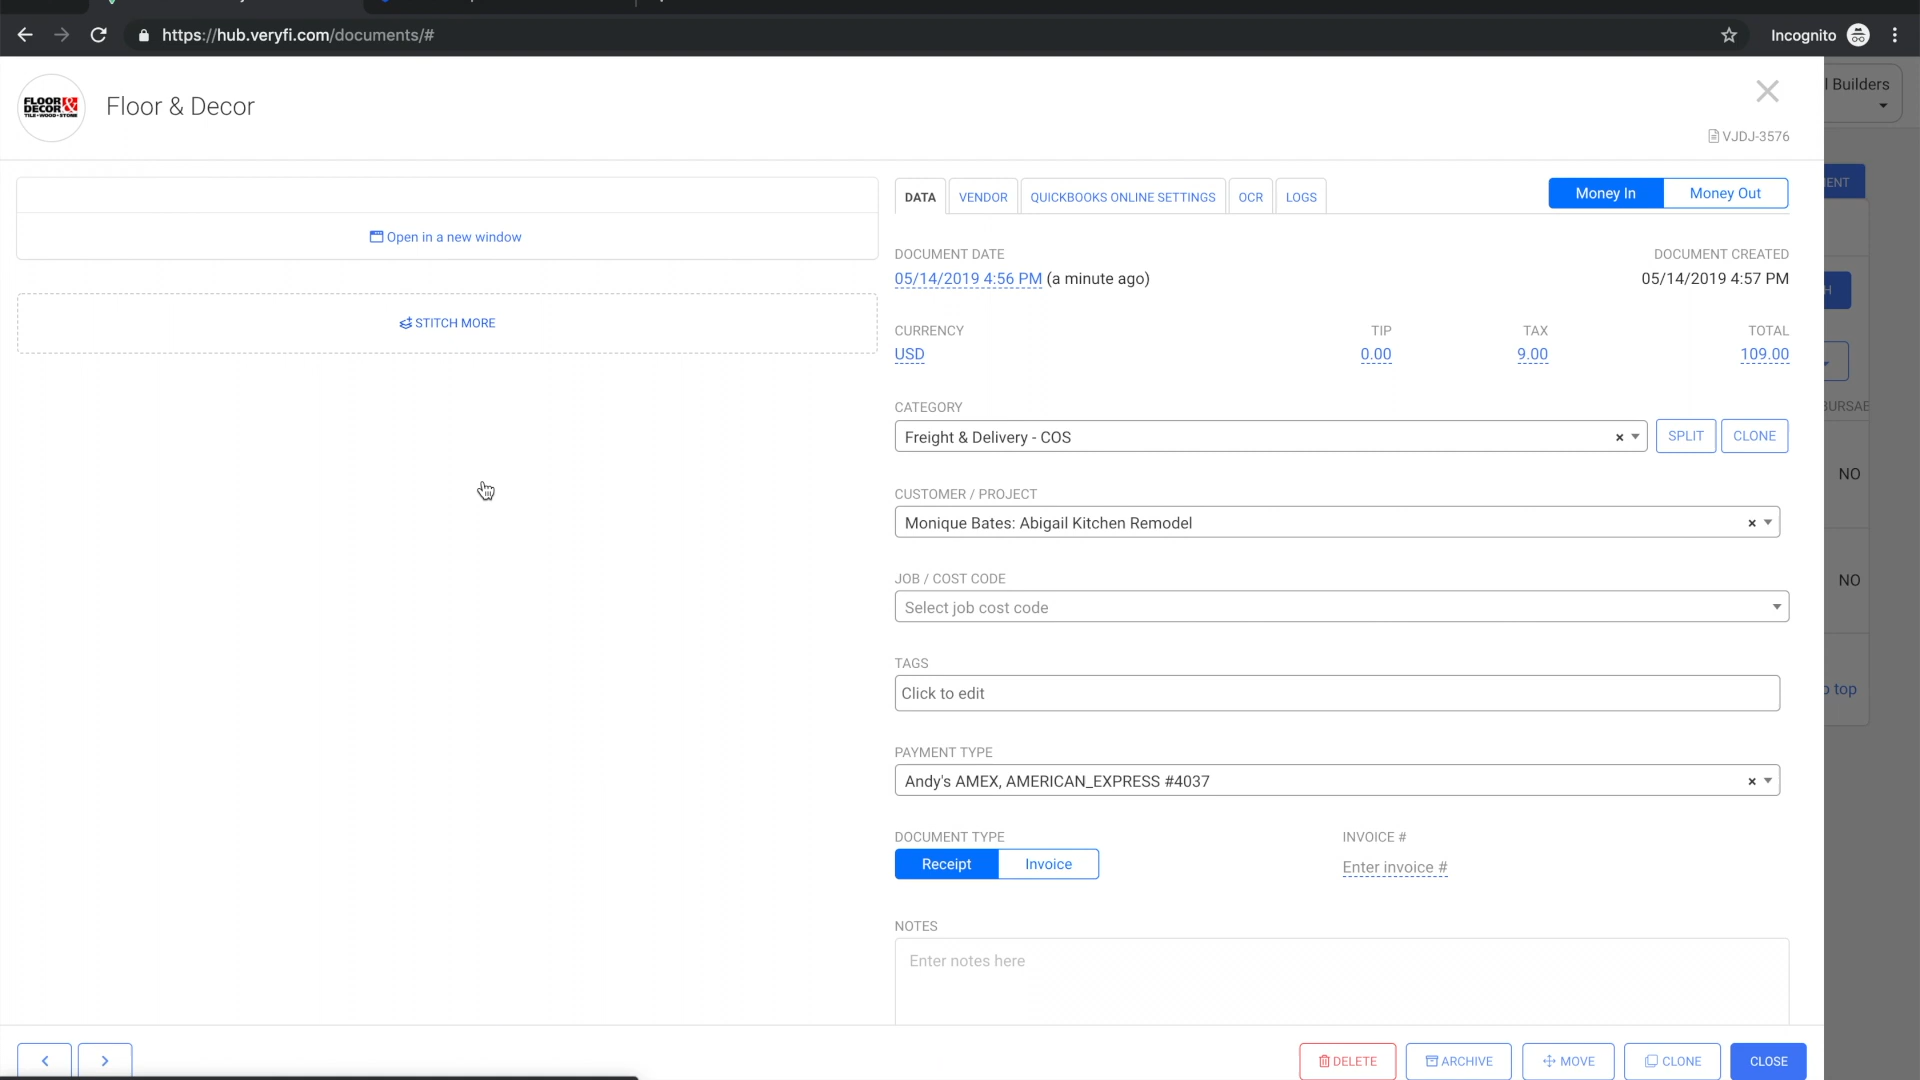 https://hub.veryfi.com/documents/#
Incognito
FLOOR &
DECOR
TILE•WOOD•STONE
Floor & Decor
l Builders
VJDJ-3576
DATA VENDOR QUICKBOOKS ONLINE SETTINGS OCR LOGS Money In Money Out
Open in a new window
DOCUMENT DATE DOCUMENT CREATED
05/14/2019 4:56 PM (a minute ago) 05/14/2019 4:57 PM
STITCH MORE
CURRENCY TIP TAX TOTAL
USD 0.00 9.00 109.00
CATEGORY
Freight & Delivery - COS × SPLIT CLONE
NO
CUSTOMER / PROJECT
Monique Bates: Abigail Kitchen Remodel ×
JOB / COST CODE
NO
Select job cost code
TAGS
Click to edit
o top
PAYMENT TYPE
Andy's AMEX, AMERICAN_EXPRESS #4037 ×
DOCUMENT TYPE INVOICE #
Receipt Invoice Enter invoice #
NOTES
Enter notes here
DELETE ARCHIVE MOVE CLONE CLOSE